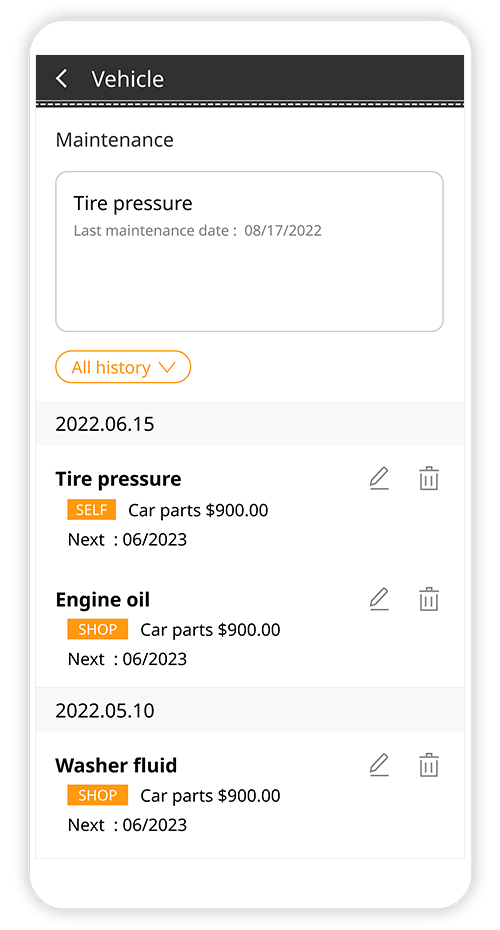 Vehicle
Maintenance
Tire pressure
Last maintenance date : 08/17/2022
All history
2022.06.15
Tire pressure
SELF Car parts $900.00
Next : 06/2023
Engine oil
SHOP Car parts $900.00
Next : 06/2023
2022.05.10
Washer fluid
SHOP Car parts $900.00
Next : 06/2023